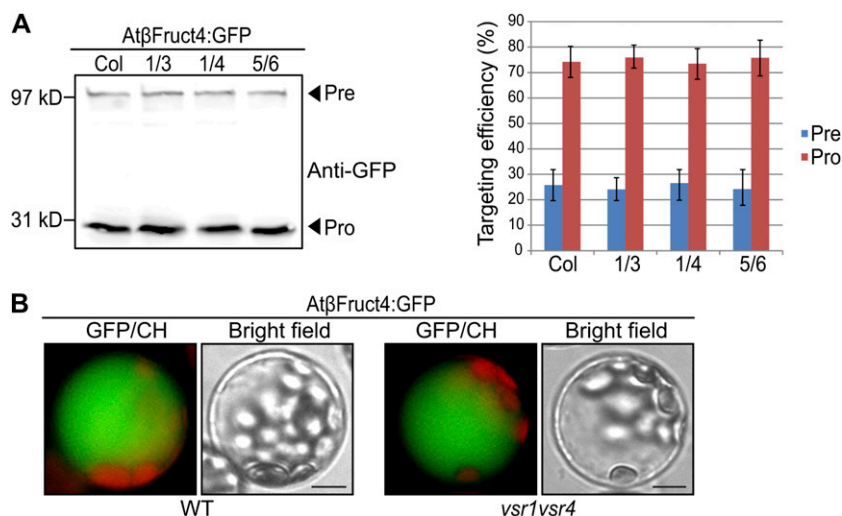 A
AtβFruct4:GFP
Col 1/3 1/4 5/6
97 kD
Pre
Anti-GFP
31 kD
Pro
Targeting efficiency (%)
90
80
70
60
50
40
30
20
10
0
Col 1/3 1/4 5/6
Pre
Pro
B
AtβFruct4:GFP
GFP/CH Bright field GFP/CH Bright field
WT vsr1vsr4